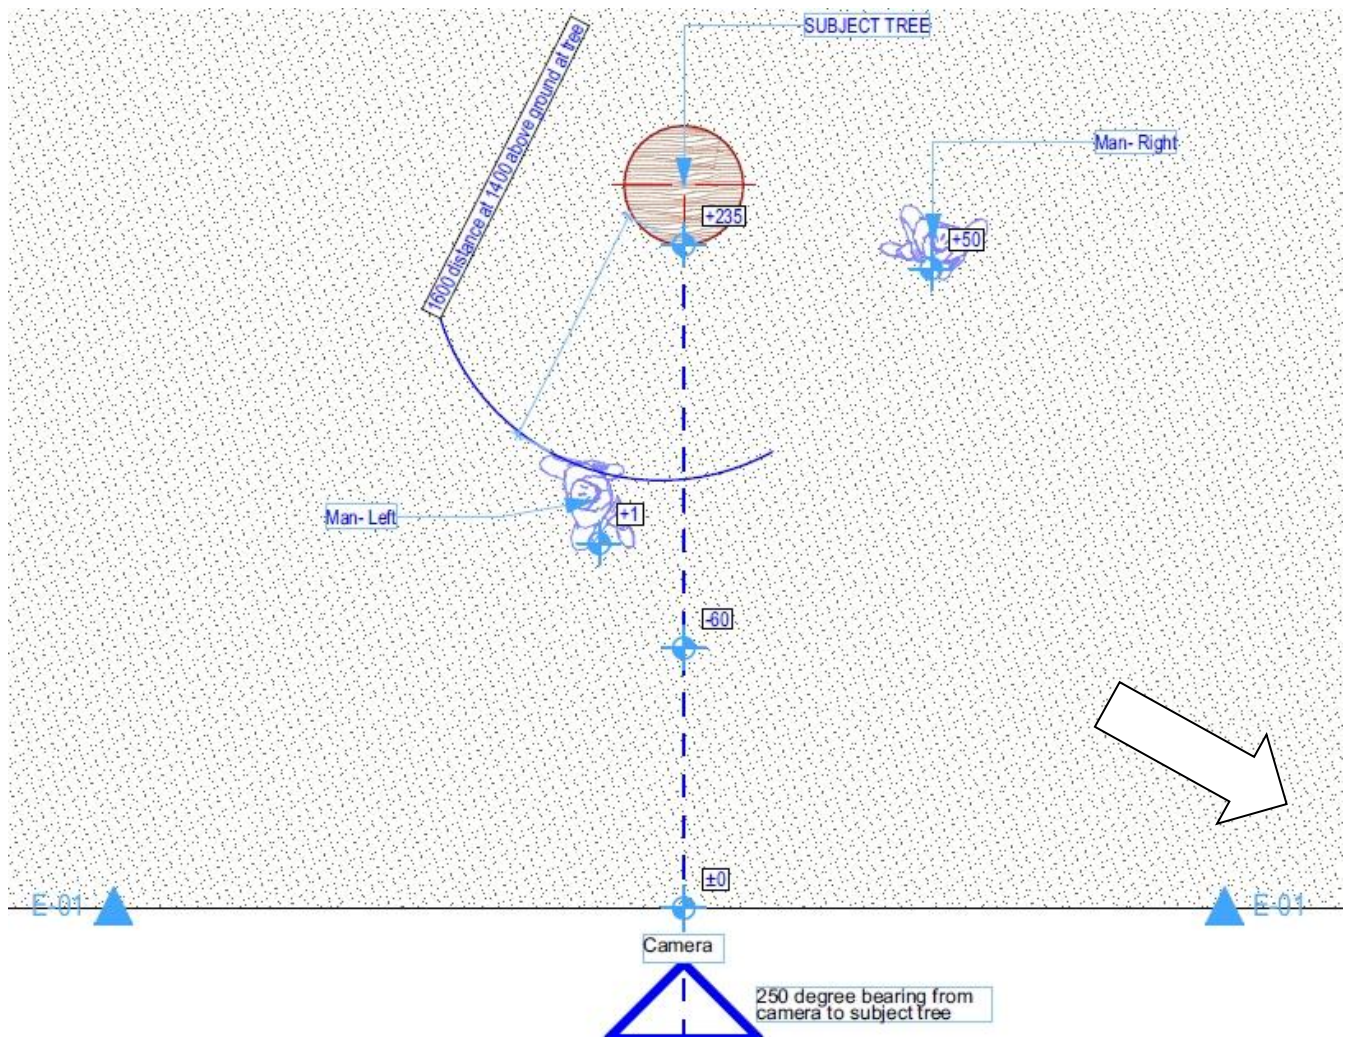 SUBJECT TREE
1600 distance at 1400 above ground at tree
Man- Right
+235
+50
Man- Left
+1
-60
±0
E-01
E-01
Camera
250 degree bearing from
camera to subject tree